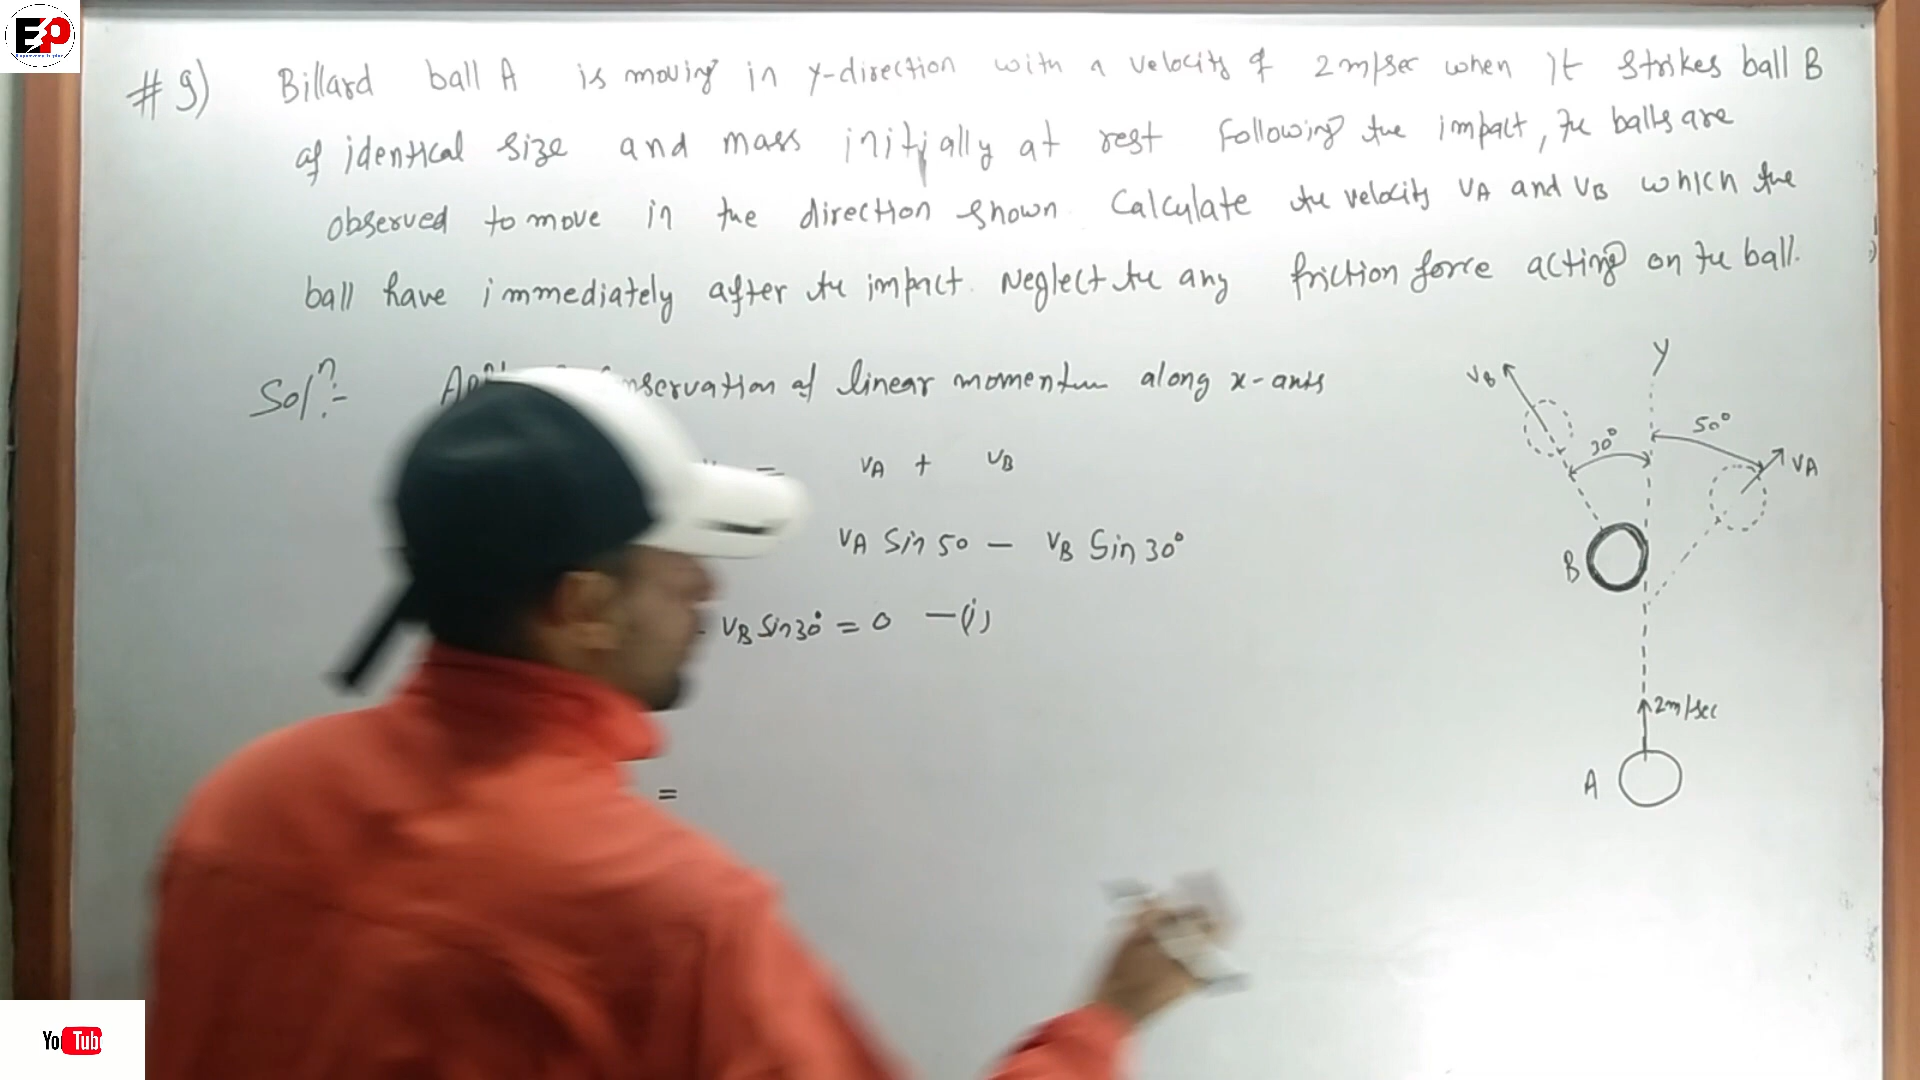 EP
# 9) Billard ball A is moving in y-direction with a velocity of 2m/sec when it strikes ball B
of identical size and mass initially at rest Following the impact, the balls are
observed to move in the direction shown. Calculate the velocity VA and VB which the
ball have immediately after the impact. Neglect the any friction force acting on the ball.
Solⁿ:- of linear momentum along x-axis
= VA + VB
VA Sin 50 - VB Sin 30°
VB Sin30° = 0 -(i)
=
Y
VB
30°
50°
VA
B
2m/sec
A
YouTub